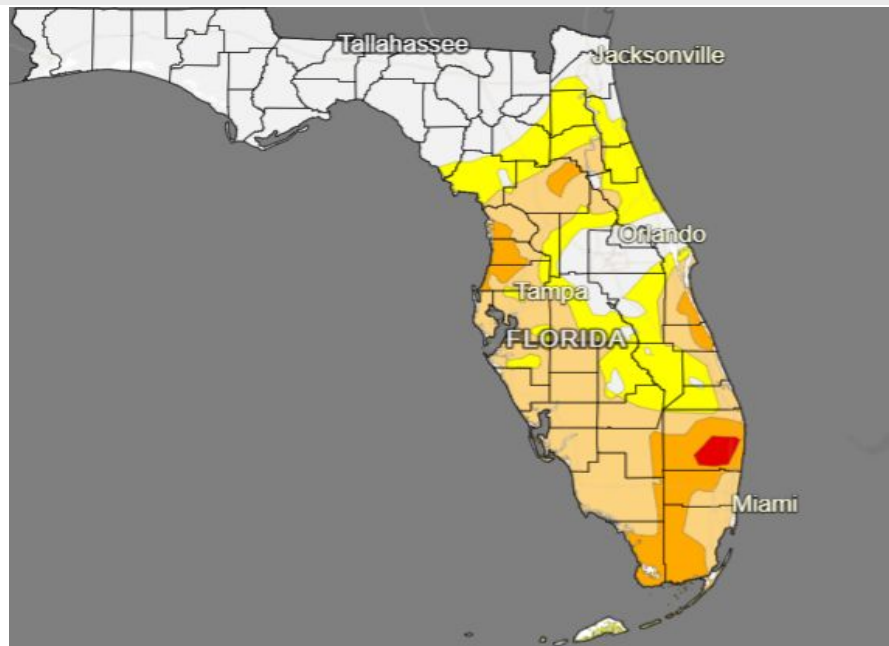 Tallahassee
Jacksonville
Orlando
Tampa
FLORIDA
Miami